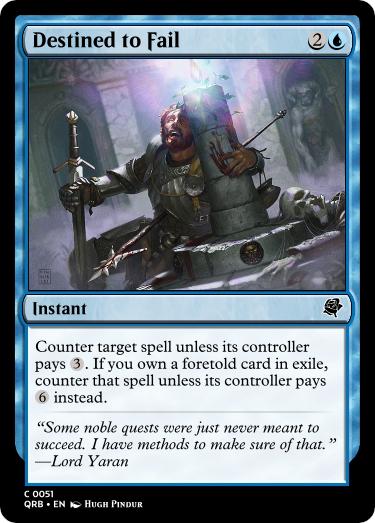 Destined to Fail 2
Instant
Counter target spell unless its controller
pays 3. If you own a foretold card in exile,
counter that spell unless its controller pays
6 instead.
“Some noble quests were just never meant to
succeed. I have methods to make sure of that.”
—Lord Yaran
C 0051
QRB • EN Hugh Pindur